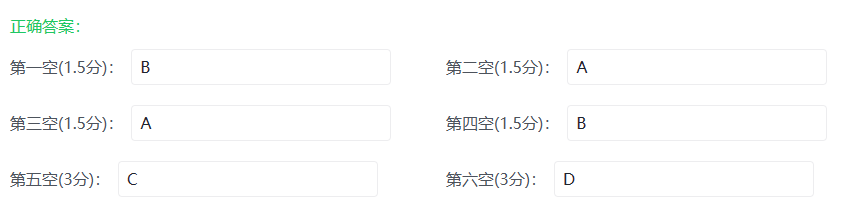 正确答案：
第一空(1.5分)： B 第二空(1.5分)： A
第三空(1.5分)： A 第四空(1.5分)： B
第五空(3分)： C 第六空(3分)： D